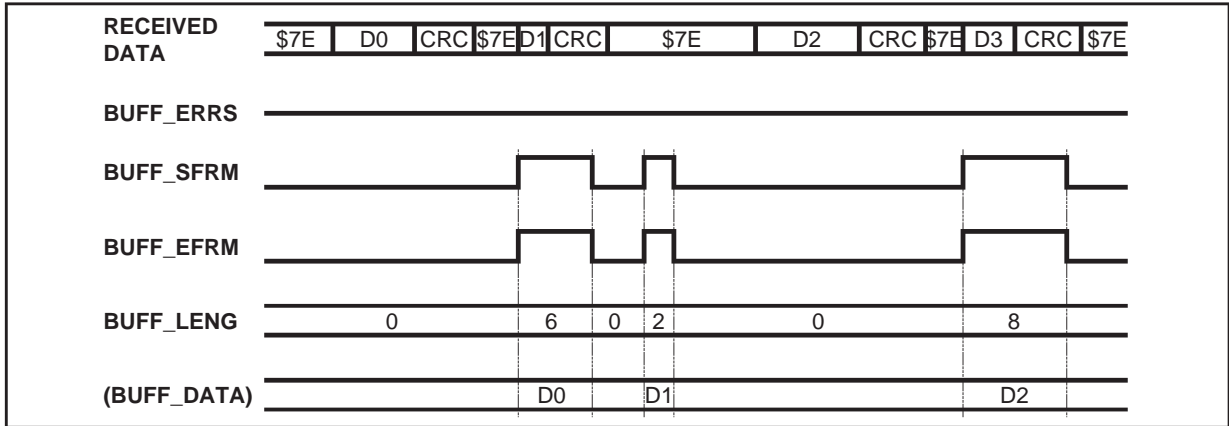 RECEIVED DATA
$7E D0 CRC $7E D1 CRC $7E D2 CRC $7E D3 CRC $7E
BUFF_ERRS
BUFF_SFRM
BUFF_EFRM
BUFF_LENG 0 6 0 2 0 8
(BUFF_DATA) D0 D1 D2